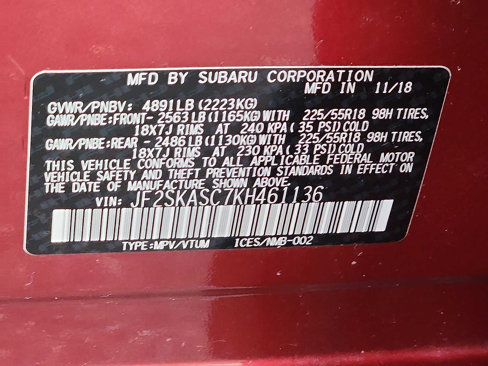 MFD BY SUBARU CORPORATION
MFD IN 11/18
GVWR/PNBV: 4891LB(2223KG)
GAWR/PNBE:FRONT-2563LB(1165KG)WITH 225/55R18 98H TIRES,
18X7J RIMS AT 240 KPA(35 PSI)COLD
GAWR/PNBE:REAR -2486LB(1130KG)WITH 225/55R18 98H TIRES,
18X7J RIMS AT 230 KPA(33 PSI)COLD
THIS VEHICLE CONFORMS TO ALL APPLICABLE FEDERAL MOTOR
VEHICLE SAFETY AND THEFT PREVENTION STANDARDS IN EFFECT ON
THE DATE OF MANUFACTURE SHOWN ABOVE.
VIN: JF2SKASC7KH461136
TYPE:MPV/VTUM ICES/NMB-002